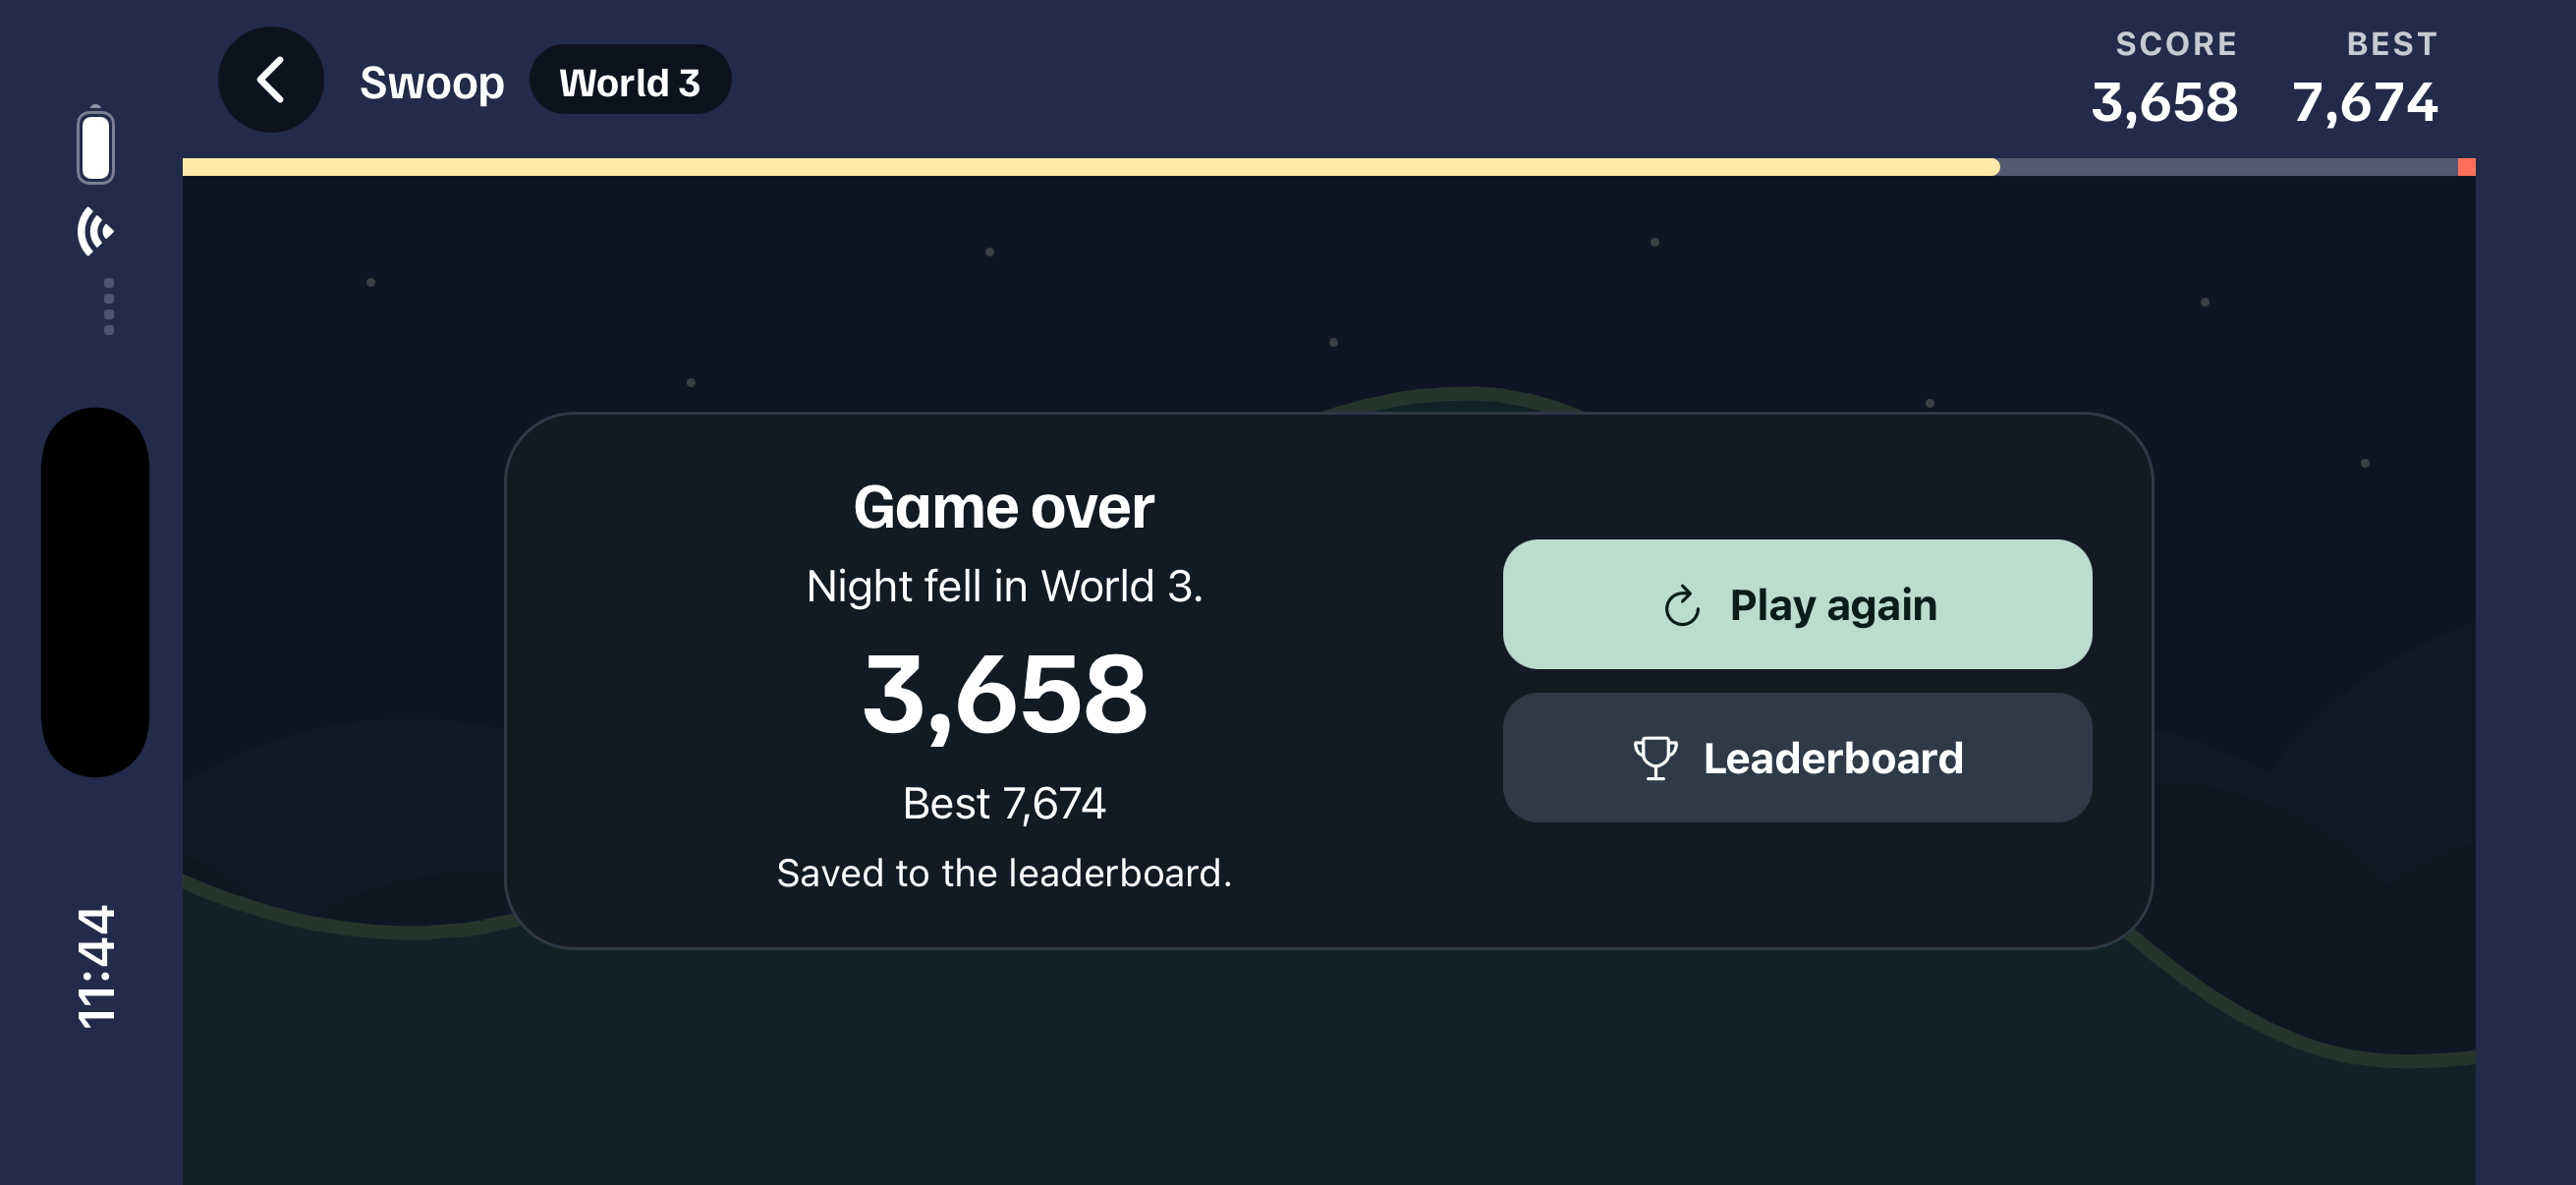 Swoop
World 3
SCORE
3,658
BEST
7,674
11:44
Game over
Night fell in World 3.
3,658
Best 7,674
Saved to the leaderboard.
Play again
Leaderboard